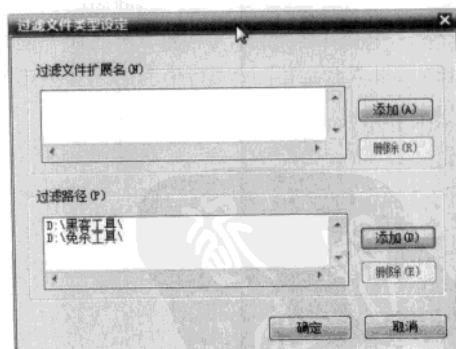 过滤文件类型设定
过滤文件扩展名(N)
添加(A)
删除(R)
过滤路径(P)
D:\黑客工具\
D:\免杀工具\
添加(D)
删除(E)
确定
取消